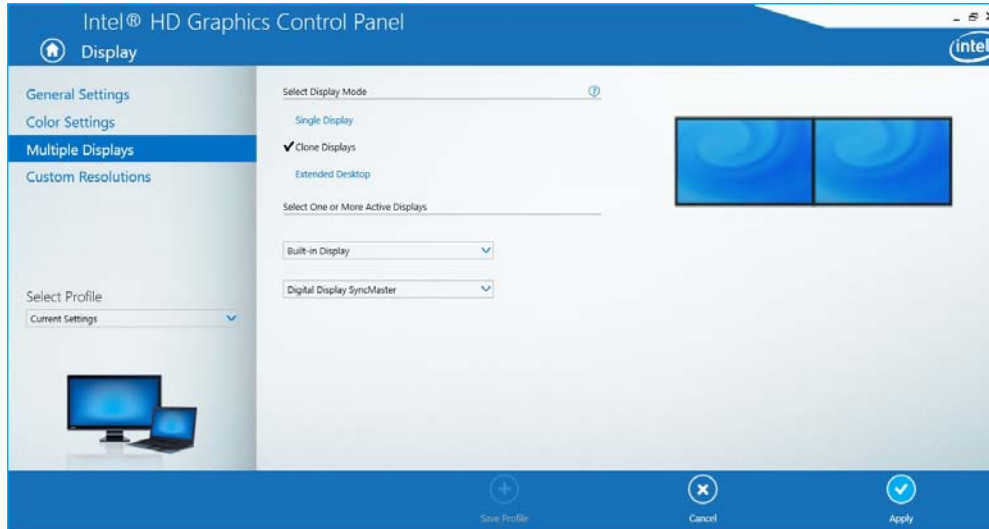 Intel® HD Graphics Control Panel
Display
intel
General Settings
Color Settings
Multiple Displays
Custom Resolutions
Select Profile
Current Settings
Select Display Mode
Single Display
Clone Displays
Extended Desktop
Select One or More Active Displays
Built-in Display
Digital Display SyncMaster
Save Profile
Cancel
Apply